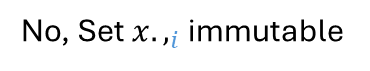 No, Set x.,i immutable